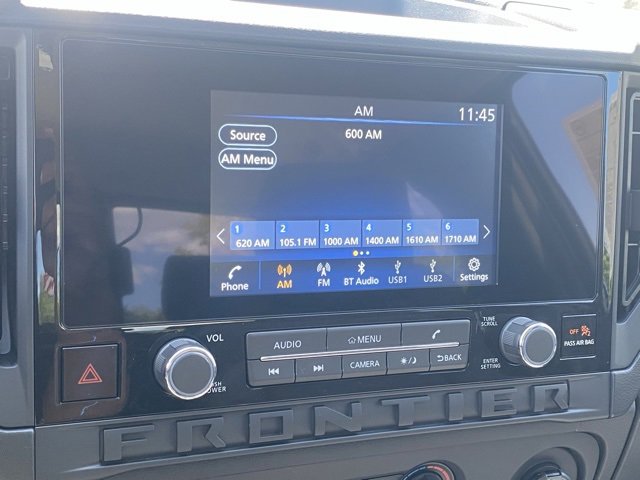 AM
11:45
Source
600 AM
AM Menu
1 2 3 4 5 6
620 AM 105.1 FM 1000 AM 1400 AM 1610 AM 1710 AM
Phone AM FM BT Audio USB1 USB2 Settings
VOL
AUDIO MENU
TUNE
SCROLL
OFF
PASS AIR BAG
CAMERA BACK
ENTER
SETTING
PUSH
POWER
FRONTIER